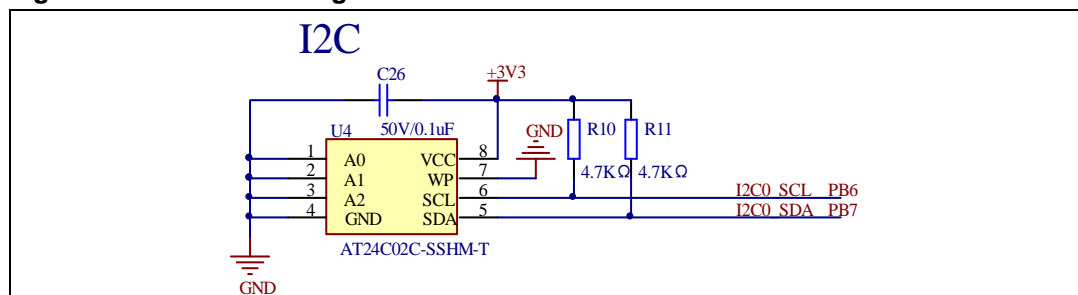 I2C
C26
+3V3
U4
50V/0.1uF
GND
R10
R11
1
A0
VCC
8
2
A1
WP
7
4.7KΩ
4.7KΩ
3
A2
SCL
6
I2C0_SCL
PB6
4
GND
SDA
5
I2C0_SDA
PB7
AT24C02C-SSHM-T
GND